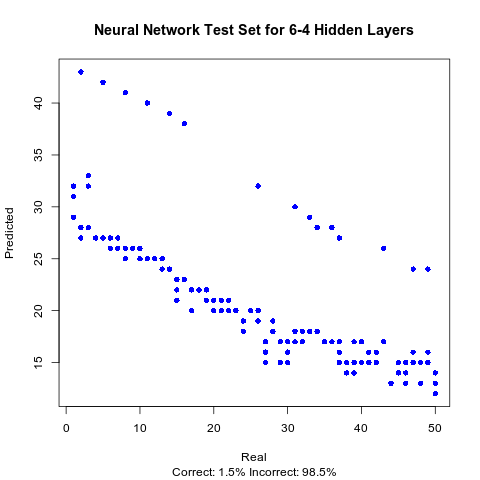 Neural Network Test Set for 6-4 Hidden Layers
Predicted
40
35
30
25
20
15
0 10 20 30 40 50
Real
Correct: 1.5% Incorrect: 98.5%